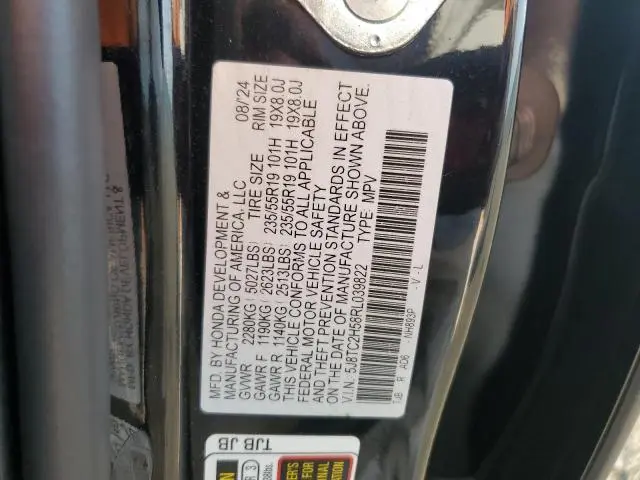 MFD. BY HONDA DEVELOPMENT &
MANUFACTURING OF AMERICA, LLC 08/24
GVWR 2280KG( 5027LBS) TIRE SIZE RIM SIZE
GAWR F 1190KG( 2623LBS) 235/55R19 101H 19X8.0J
GAWR R 1140KG( 2513LBS) 235/55R19 101H 19X8.0J
THIS VEHICLE CONFORMS TO ALL APPLICABLE
FEDERAL MOTOR VEHICLE SAFETY
AND THEFT PREVENTION STANDARDS IN EFFECT
ON THE DATE OF MANUFACTURE SHOWN ABOVE.
V.I.N. 5J8TC2H58RL039822 TYPE: MPV
TJB R AD6 -NH893P -V-L
TJB JB